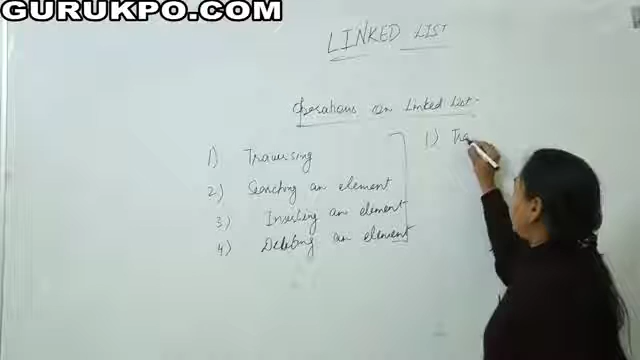 GURUKPO.COM
LINKED LIST
Operations on Linked List-
1) Traversing
2) Searching an element
3) Inserting an element
4) Deleting an element
1) Tra